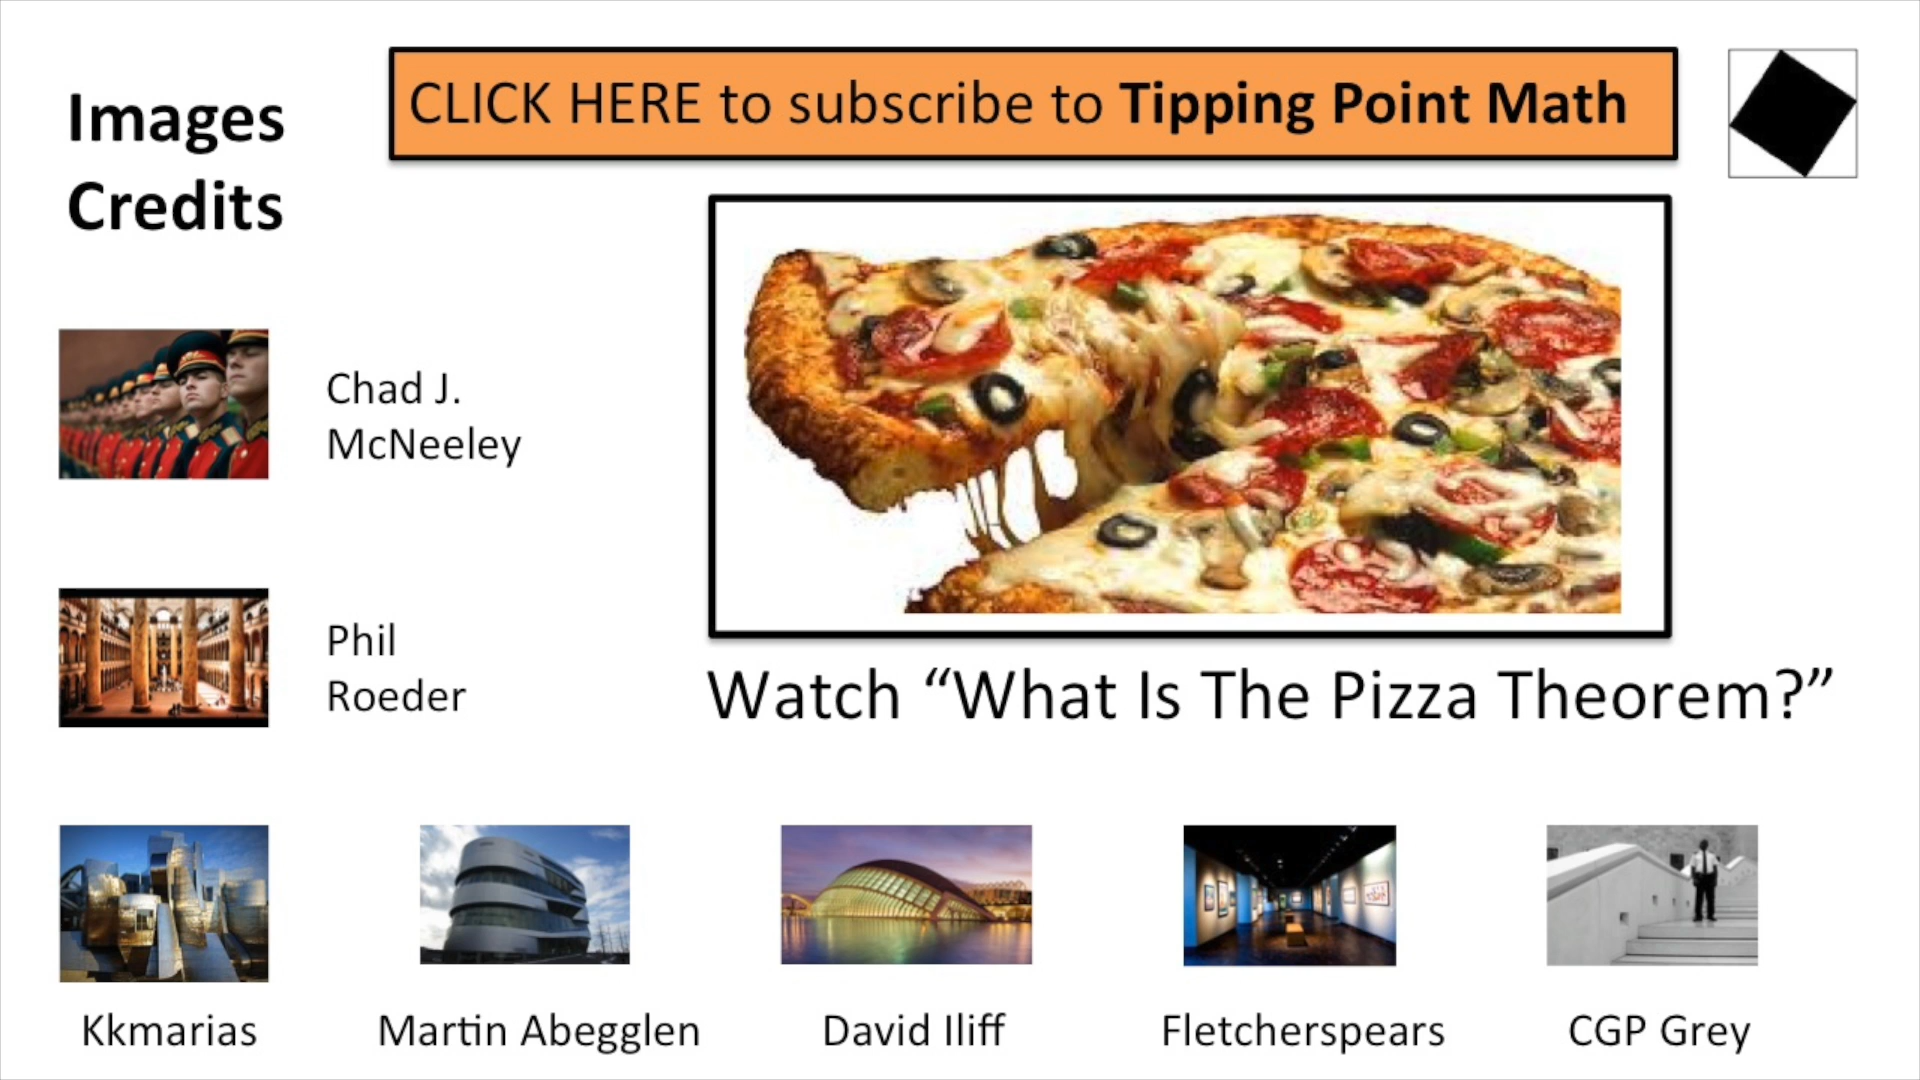 Images
Credits
CLICK HERE to subscribe to Tipping Point Math
Chad J.
McNeeley
Phil
Roeder
Watch “What Is The Pizza Theorem?”
Kkmarias
Martin Abegglen
David Iliff
Fletcherspears
CGP Grey